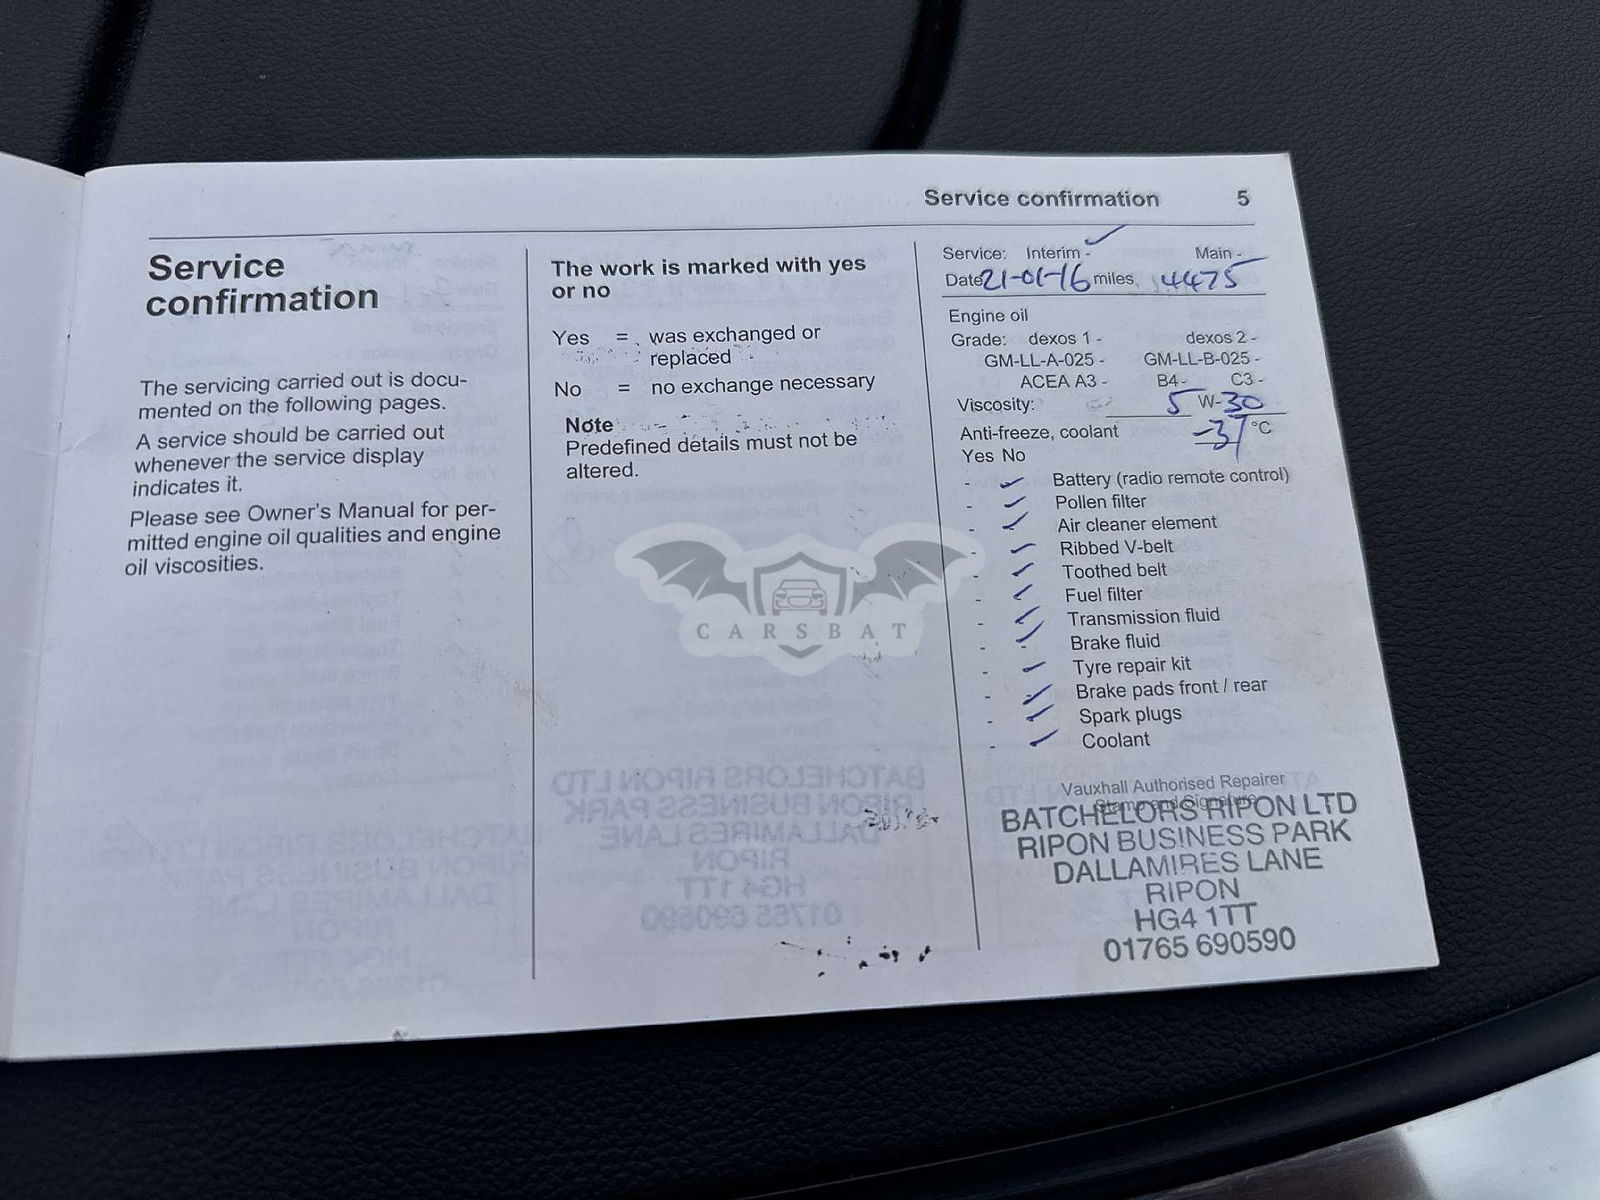 Service confirmation 5
Service
confirmation
The servicing carried out is docu-
mented on the following pages.
A service should be carried out
whenever the service display
indicates it.
Please see Owner's Manual for per-
mitted engine oil qualities and engine
oil viscosities.
The work is marked with yes
or no
Yes = was exchanged or
replaced
No = no exchange necessary
Note
Predefined details must not be
altered.
Service: Interim - ✓ Main -
Date 21-01-16 miles, 14475
Engine oil
Grade: dexos 1 - dexos 2 -
GM-LL-A-025 - GM-LL-B-025 -
ACEA A3 - B4- C3 -
Viscosity: 5 W-30
Anti-freeze, coolant -37 °C
Yes No
- ✓ Battery (radio remote control)
- ✓ Pollen filter
- ✓ Air cleaner element
- ✓ Ribbed V-belt
- ✓ Toothed belt
- ✓ Fuel filter
- ✓ Transmission fluid
- ✓ Brake fluid
- ✓ Tyre repair kit
- ✓ Brake pads front / rear
- ✓ Spark plugs
- ✓ Coolant
Vauxhall Authorised Repairer
Stamp and Signature
BATCHELORS RIPON LTD
RIPON BUSINESS PARK
DALLAMIRES LANE
RIPON
HG4 1TT
01765 690590
CARSBAT